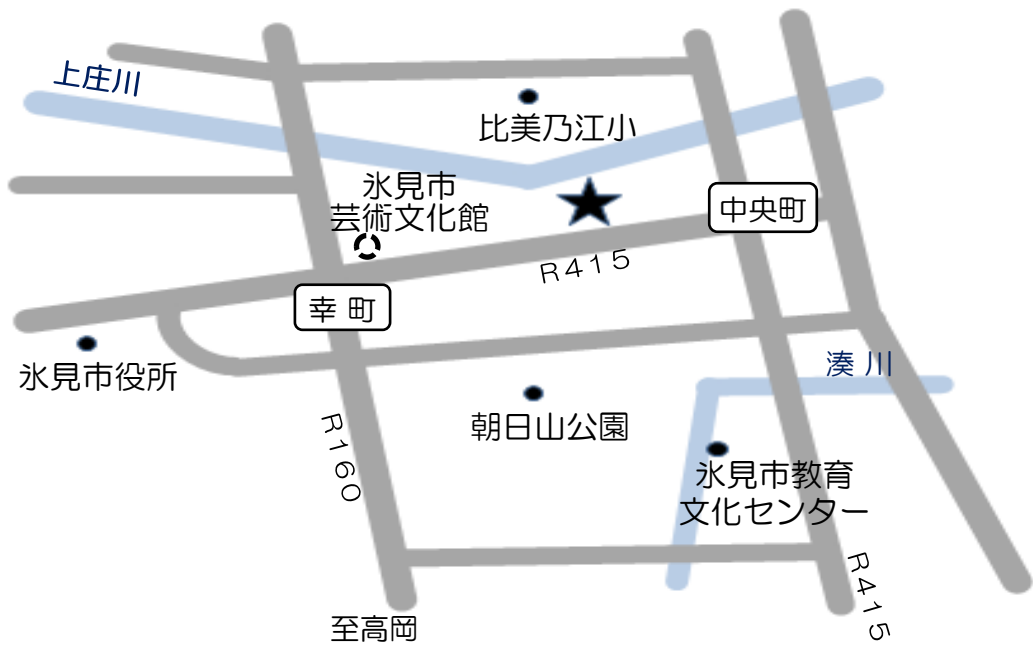 上庄川
比美乃江小
氷見市
芸術文化館
中央町
R415
幸町
氷見市役所
湊川
朝日山公園
R160
氷見市教育
文化センター
R415
至高岡